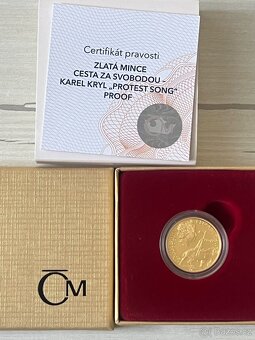 Certifikát pravosti
ZLATÁ MINCE
CESTA ZA SVOBODOU -
KAREL KRYL „PROTEST SONG“
PROOF
ČM